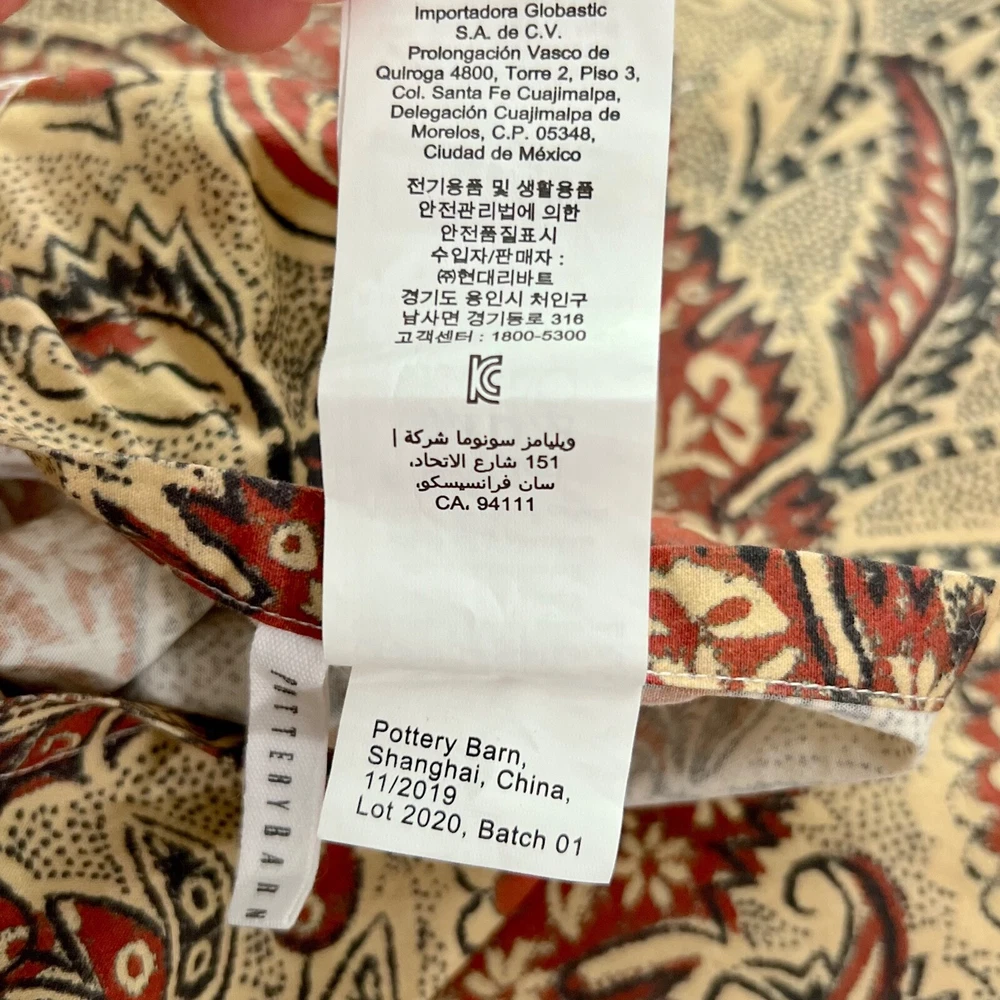 Importadora Globastic
S.A. de C.V.
Prolongación Vasco de
Quiroga 4800, Torre 2, Piso 3,
Col. Santa Fe Cuajimalpa,
Delegación Cuajimalpa de
Morelos, C.P. 05348,
Ciudad de México
전기용품 및 생활용품
안전관리법에 의한
안전품질표시
수입자/판매자 :
㈜현대리바트
경기도 용인시 처인구
남사면 경기동로 316
고객센터 : 1800-5300
KC
ويليامز سونوما شركة |
151 شارع الاتحاد،
سان فرانسيسكو،
CA، 94111
Pottery Barn,
Shanghai, China,
11/2019
Lot 2020, Batch 01
POTTERY BARN